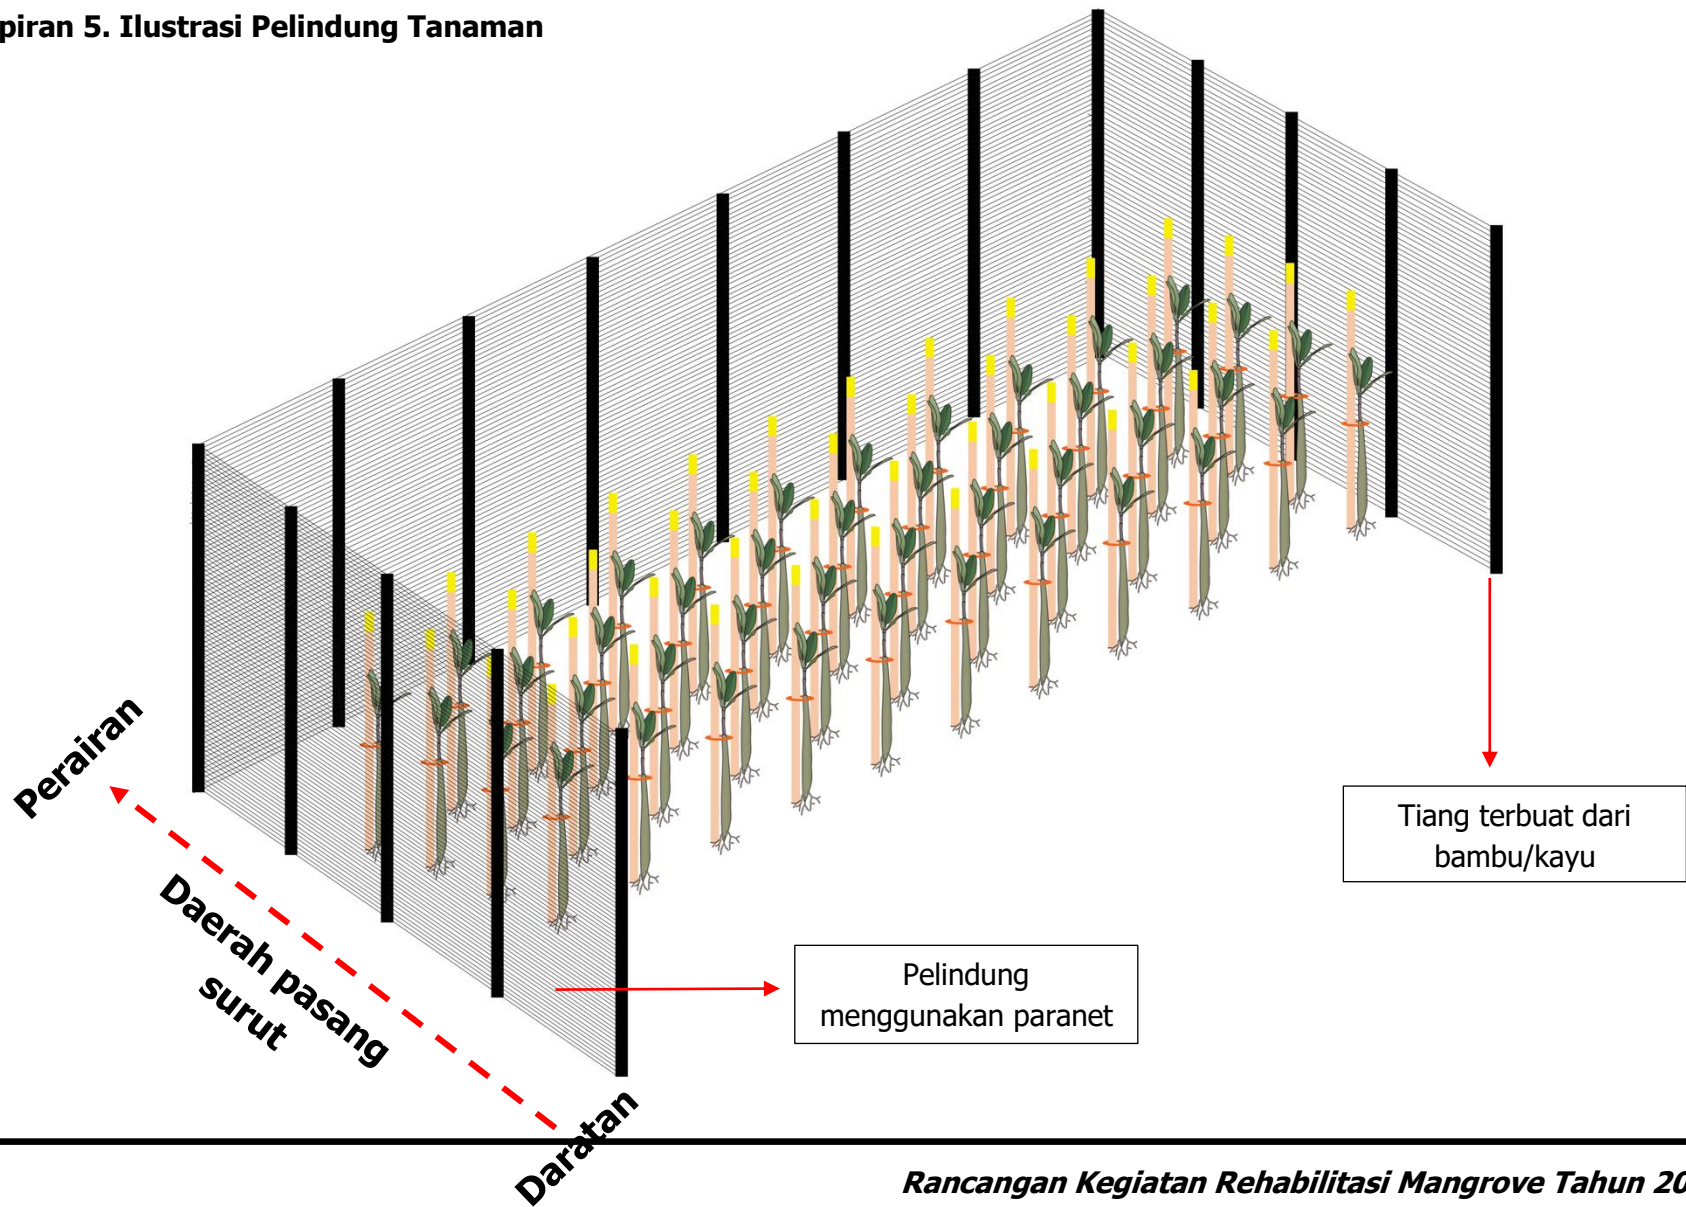 piran 5. Ilustrasi Pelindung Tanaman
Perairan
Daerah pasang
surut
Daratan
Tiang terbuat dari
bambu/kayu
Pelindung
menggunakan paranet
Rancangan Kegiatan Rehabilitasi Mangrove Tahun 20